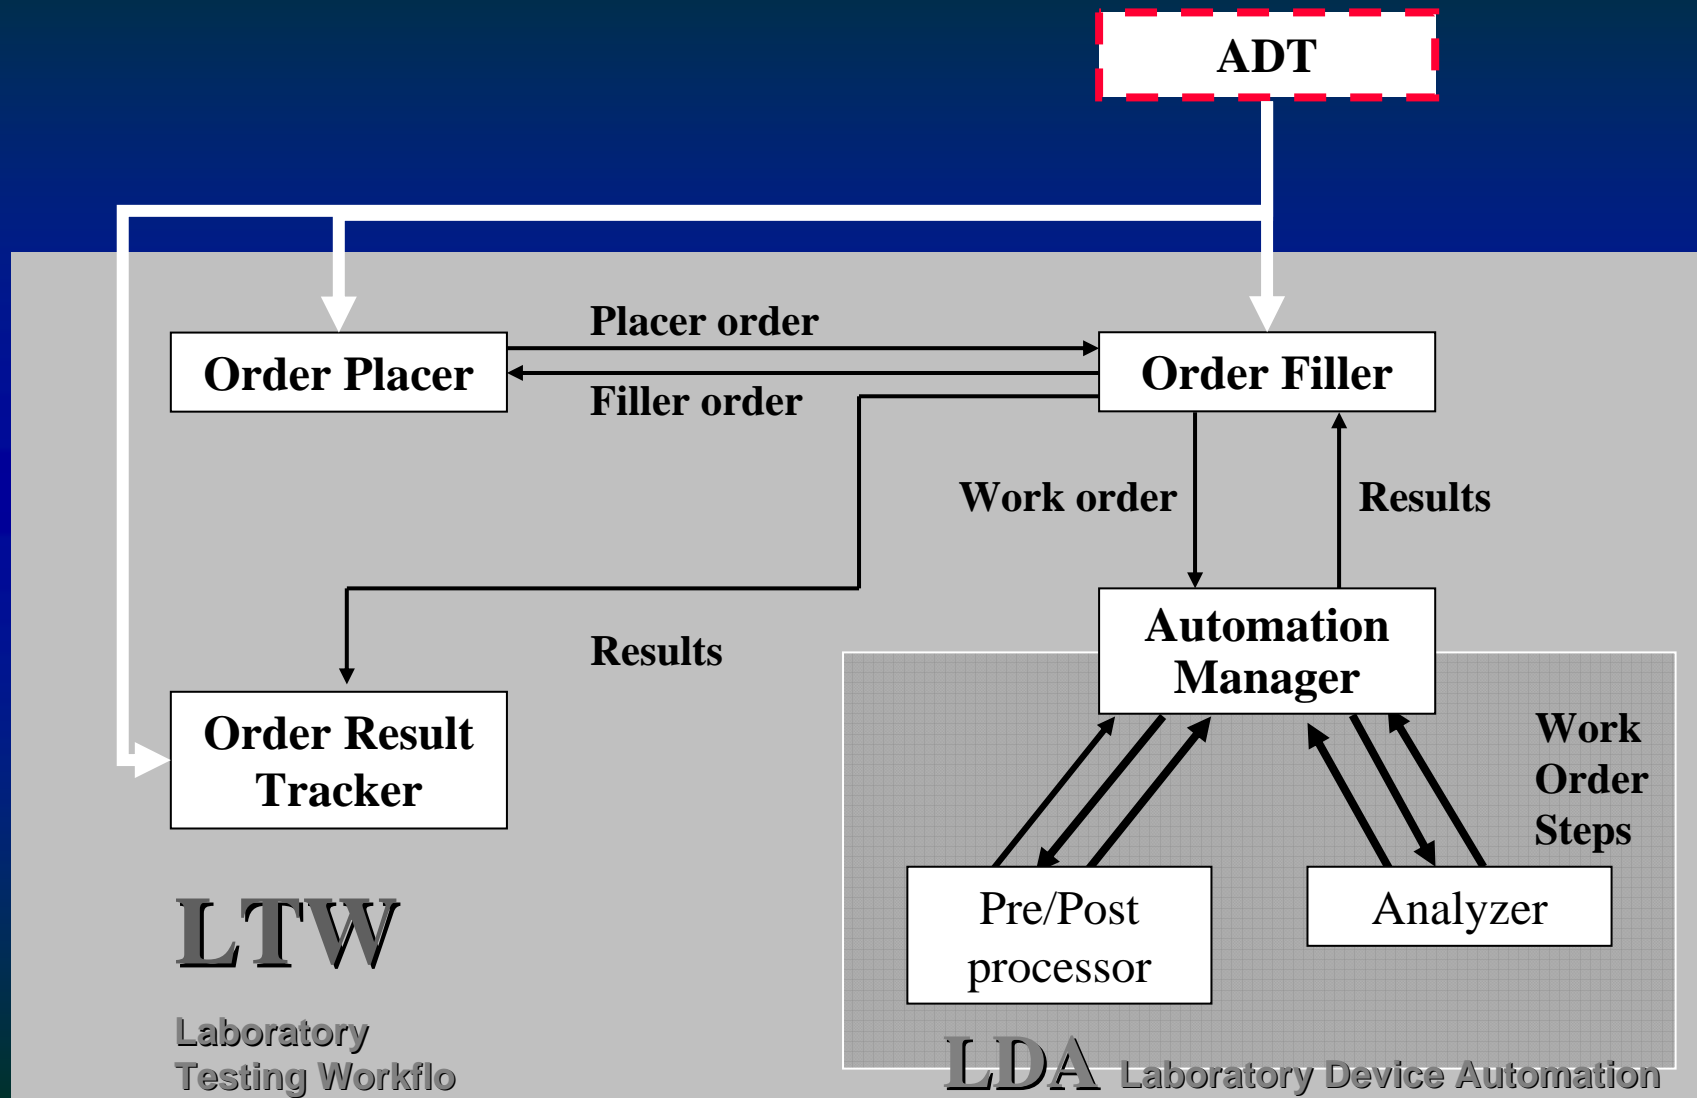 ADT
Placer order
Order Placer
Order Filler
Filler order
Work order
Results
Automation
Manager
Results
Order Result
Tracker
Work
Order
Steps
Pre/Post
processor
Analyzer
LTW
Laboratory
Testing Workflo
LDA Laboratory Device Automation